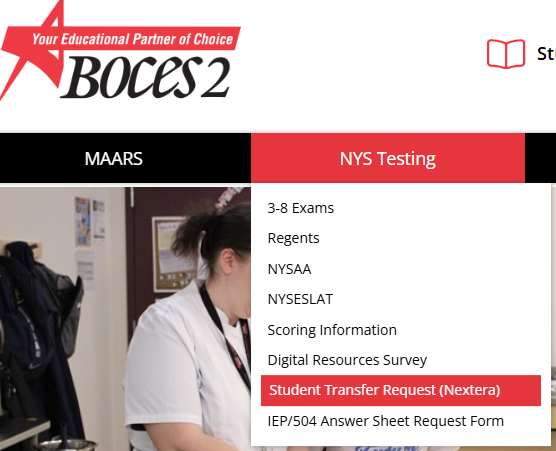 Your Educational Partner of Choice
BOCES 2
St
MAARS
NYS Testing
3-8 Exams
Regents
NYSAA
NYSESLAT
Scoring Information
Digital Resources Survey
Student Transfer Request (Nextera)
IEP/504 Answer Sheet Request Form